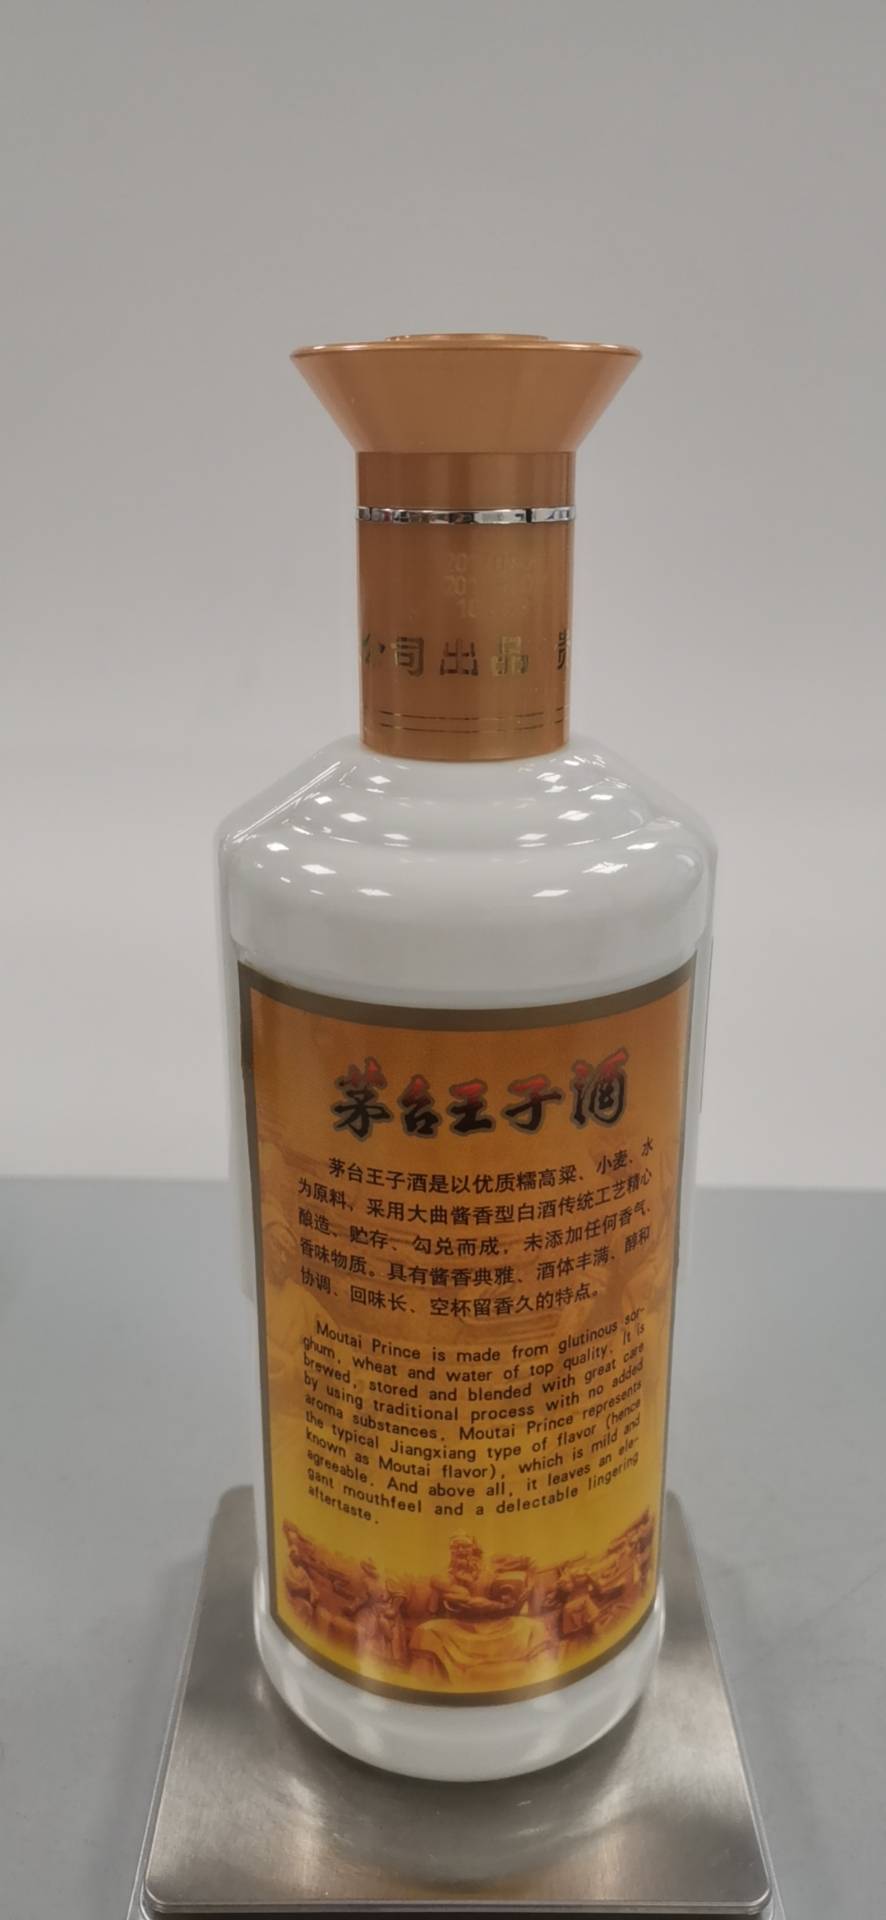 公司出品 贵
茅台王子酒
茅台王子酒是以优质糯高粱、小麦、水
为原料，采用大曲酱香型白酒传统工艺精心
酿造、贮存、勾兑而成，未添加任何香气、
香味物质。具有酱香典雅、酒体丰满、醇和
协调、回味长、空杯留香久的特点。
Moutai Prince is made from glutinous sor-
ghum, wheat and water of top quality. It is
brewed, stored and blended with great care
by using traditional process with no added
aroma substances. Moutai Prince represents
the typical Jiangxiang type of flavor (hence
known as Moutai flavor), which is mild and
agreeable. And above all, it leaves an ele-
gant mouthfeel and a delectable lingering
aftertaste.